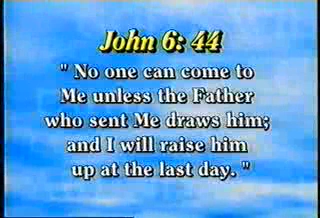 John 6: 44
" No one can come to
Me unless the Father
who sent Me draws him;
and I will raise him
up at the last day. "